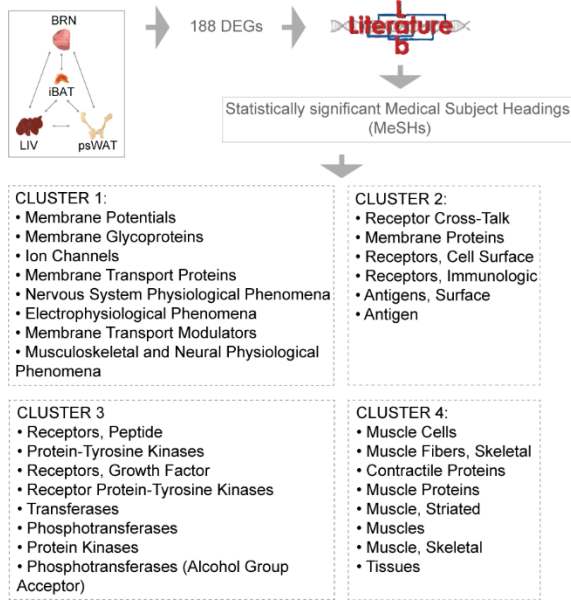 BRN
iBAT
LIV
psWAT
188 DEGs
L
Literature
b
Statistically significant Medical Subject Headings
(MeSHs)
CLUSTER 1:
• Membrane Potentials
• Membrane Glycoproteins
• Ion Channels
• Membrane Transport Proteins
• Nervous System Physiological Phenomena
• Electrophysiological Phenomena
• Membrane Transport Modulators
• Musculoskeletal and Neural Physiological
Phenomena
CLUSTER 2:
• Receptor Cross-Talk
• Membrane Proteins
• Receptors, Cell Surface
• Receptors, Immunologic
• Antigens, Surface
• Antigen
CLUSTER 3
• Receptors, Peptide
• Protein-Tyrosine Kinases
• Receptors, Growth Factor
• Receptor Protein-Tyrosine Kinases
• Transferases
• Phosphotransferases
• Protein Kinases
• Phosphotransferases (Alcohol Group
Acceptor)
CLUSTER 4:
• Muscle Cells
• Muscle Fibers, Skeletal
• Contractile Proteins
• Muscle Proteins
• Muscle, Striated
• Muscles
• Muscle, Skeletal
• Tissues